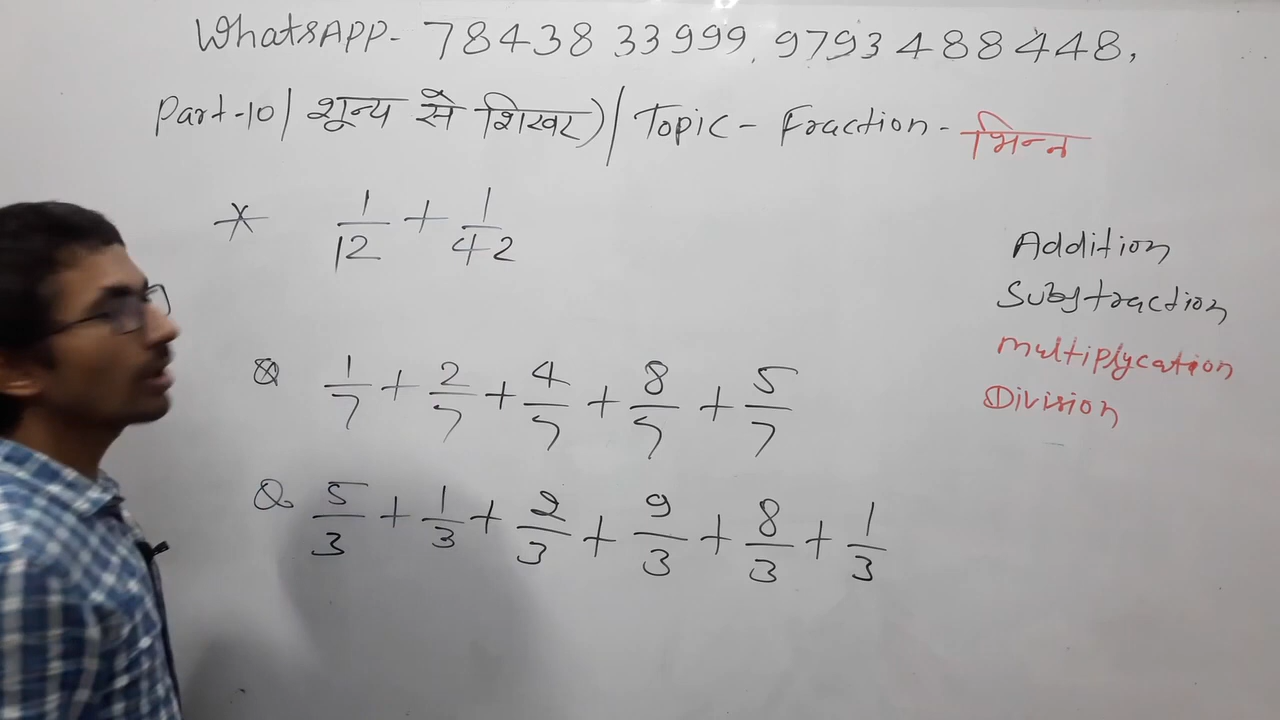 WhatsAPP- 78438 33999, 9793 488448,
Part-10| शून्य से शिखर)| Topic - Fraction - भिन्न
* 1/12 + 1/42
Addition
Substraction
Multiplycation
Division
Q 1/7 + 2/7 + 4/7 + 8/7 + 5/7
Q. 5/3 + 1/3 + 2/3 + 9/3 + 8/3 + 1/3